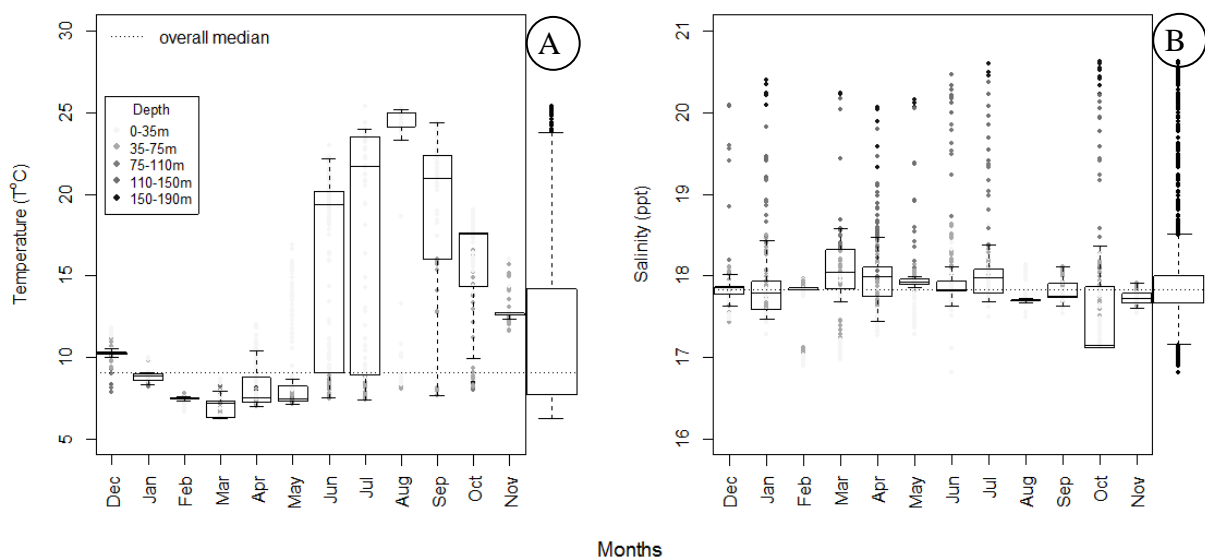 A
B
overall median
Depth
0-35m
35-75m
75-110m
110-150m
150-190m
Temperature (T°C)
30
25
20
15
10
5
Dec
Jan
Feb
Mar
Apr
May
Jun
Jul
Aug
Sep
Oct
Nov
Salinity (ppt)
21
20
19
18
17
16
Dec
Jan
Feb
Mar
Apr
May
Jun
Jul
Aug
Sep
Oct
Nov
Months